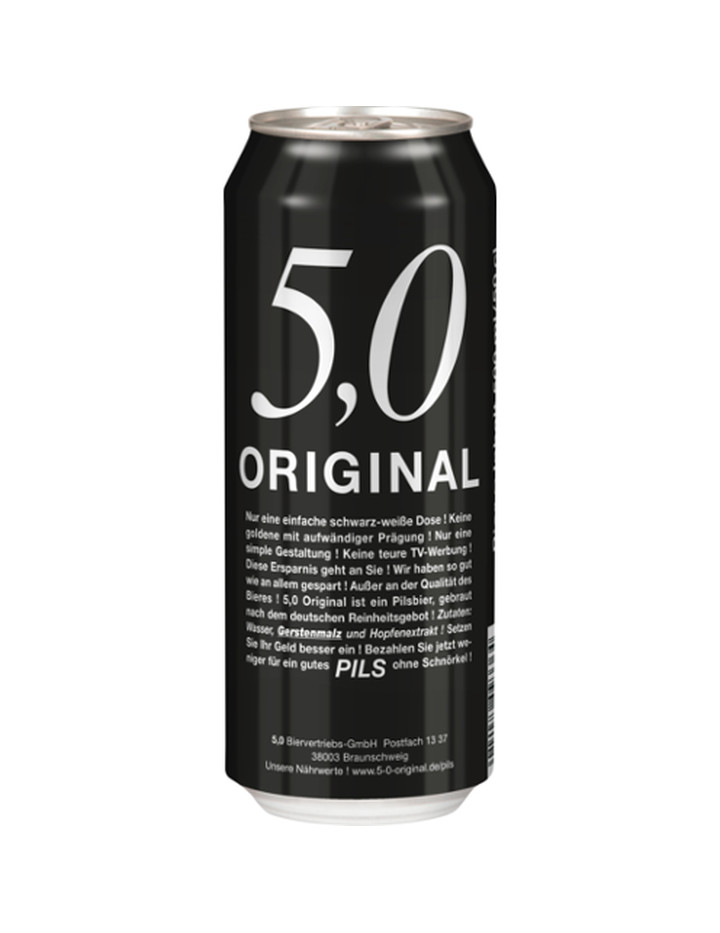 5,0
ORIGINAL
Nur eine einfache schwarz-weiße Dose ! Keine
goldene mit aufwändiger Prägung ! Nur eine
simple Gestaltung ! Keine teure TV-Werbung !
Diese Ersparnis geht an Sie ! Wir haben so gut
wie an allem gespart ! Außer an der Qualität des
Bieres ! 5,0 Original ist ein Pilsbier, gebraut
nach dem deutschen Reinheitsgebot ! Zutaten:
Wasser, Gerstenmalz und Hopfenextrakt ! Setzen
Sie Ihr Geld besser ein ! Bezahlen Sie jetzt we-
niger für ein gutes PILS ohne Schnörkel !
5,0 Biervertriebs-GmbH Postfach 13 37
38003 Braunschweig
Unsere Nährwerte ! www.5-0-original.de/pils